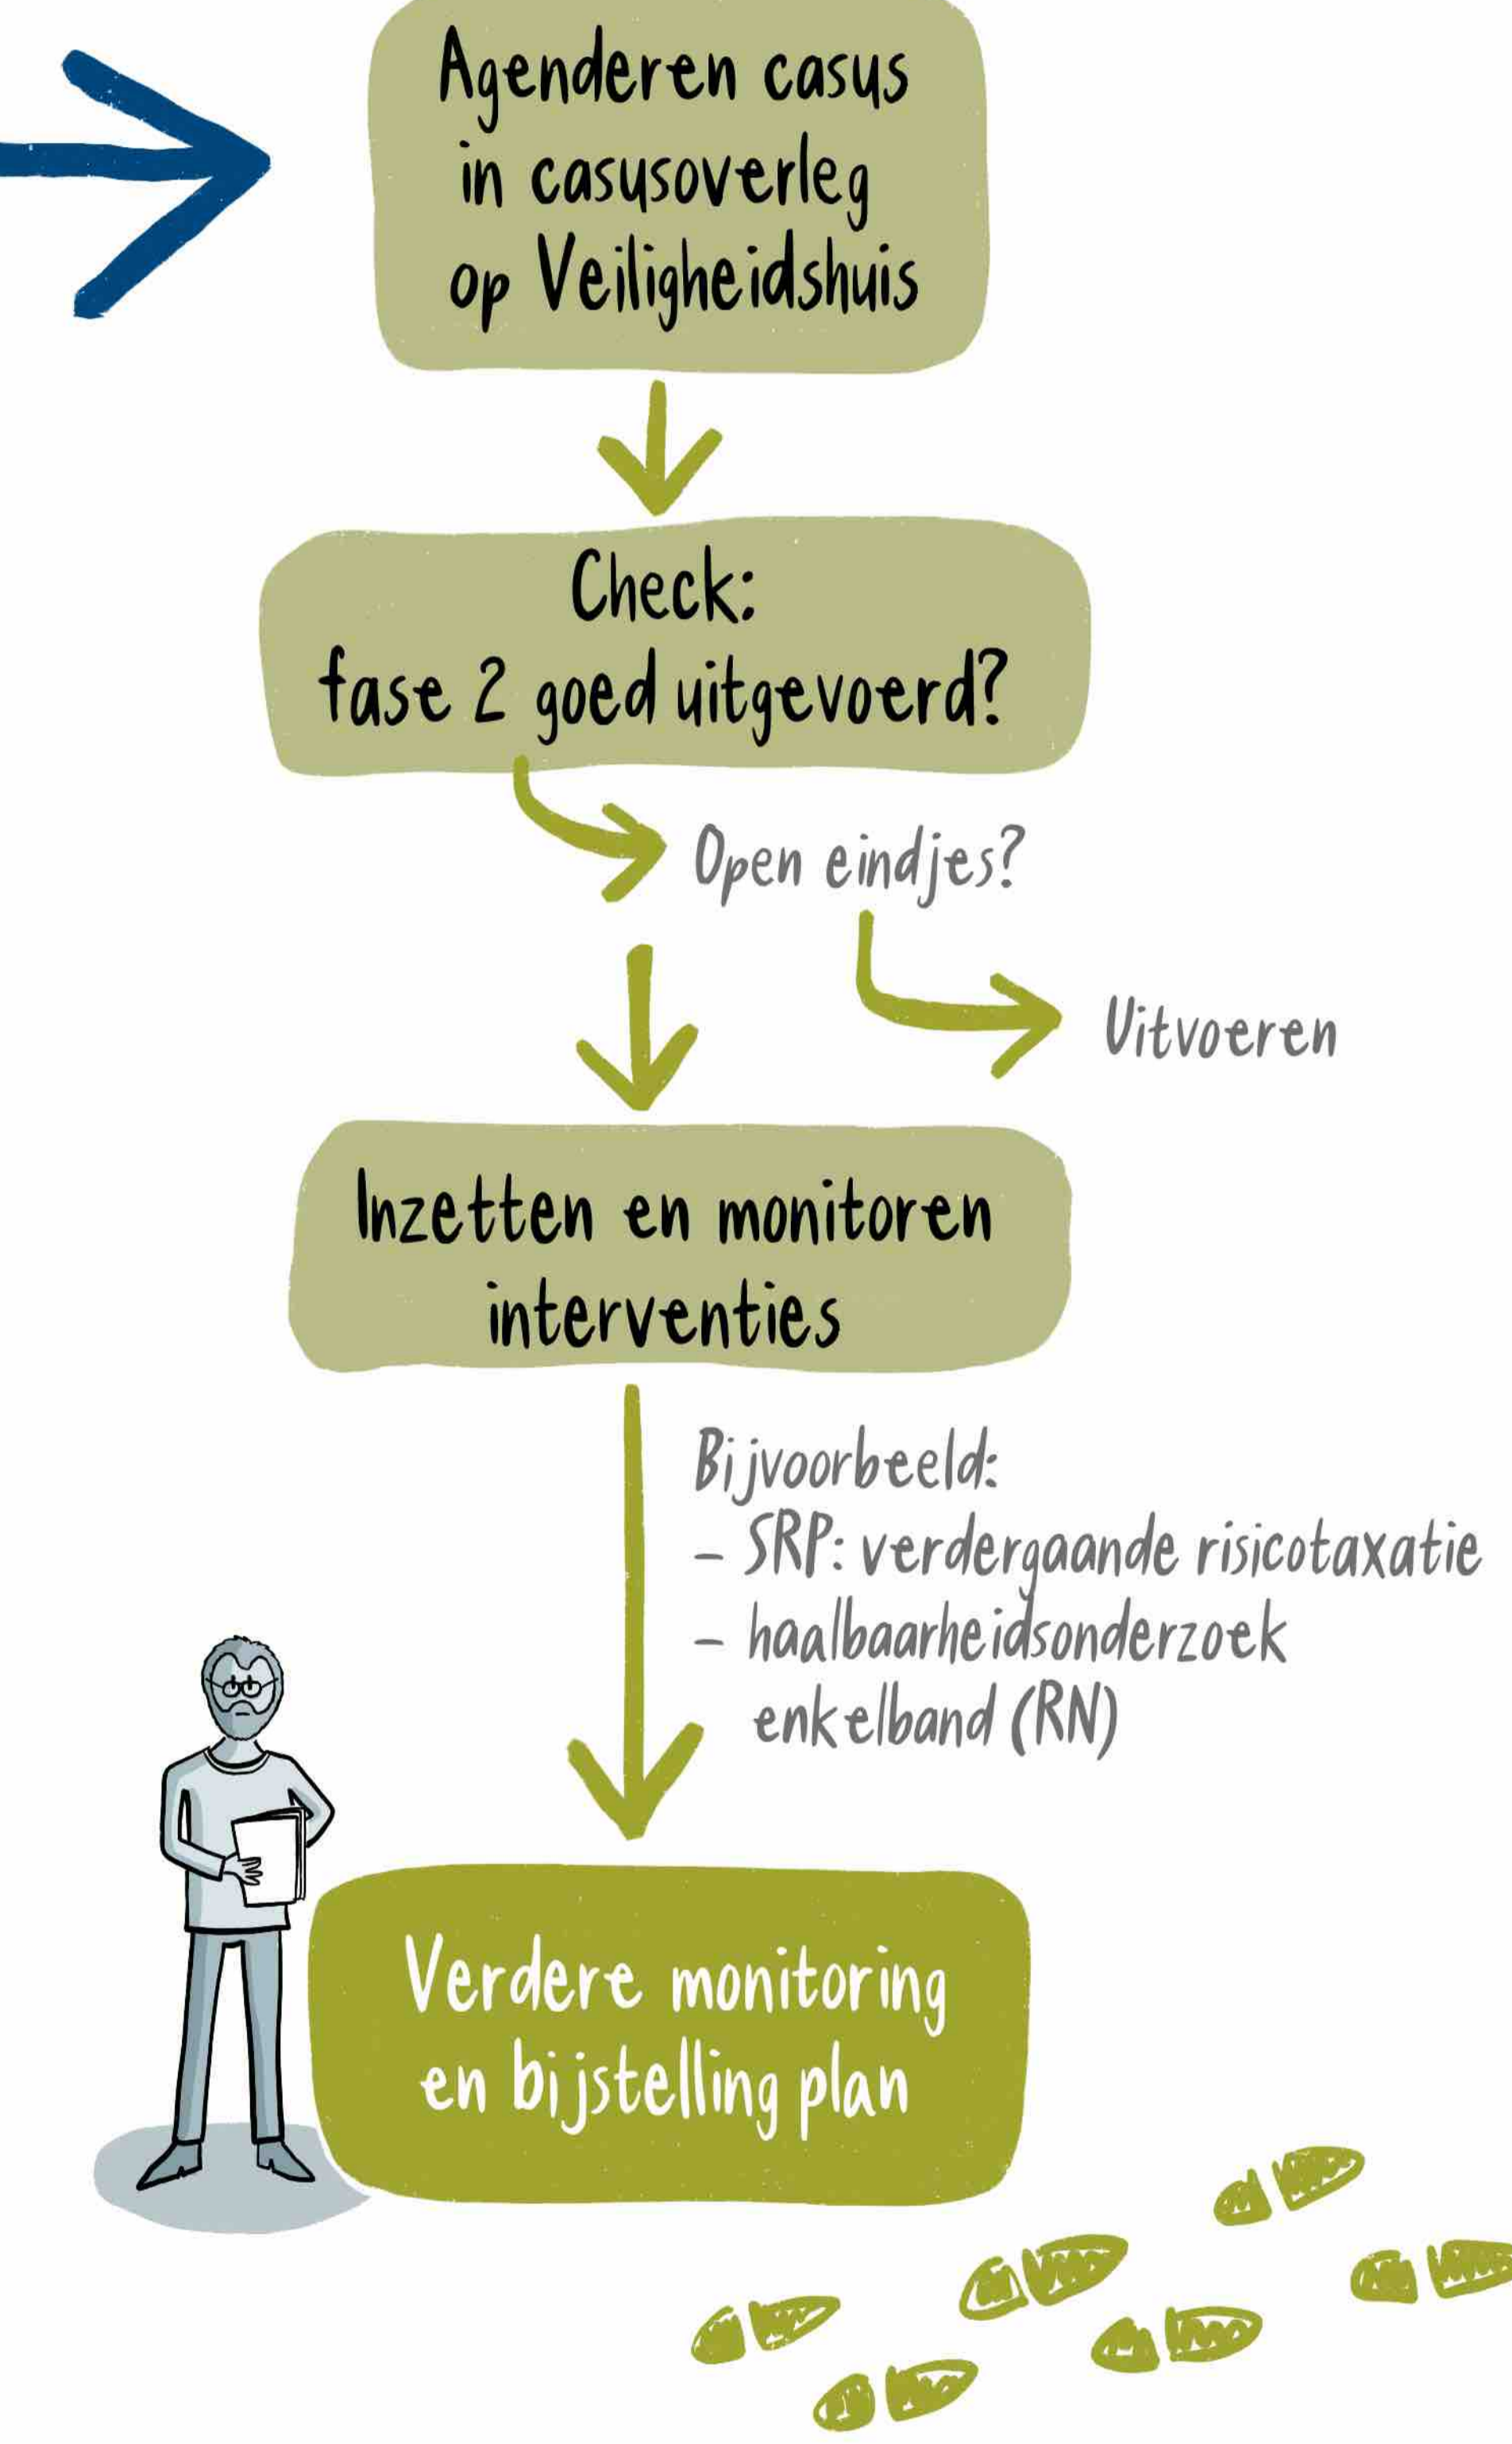 Agenderen casus
in casusoverleg
op Veiligheidshuis
Check:
fase 2 goed uitgevoerd?
Open eindjes?
Uitvoeren
Inzetten en monitoren
interventies
Bijvoorbeeld:
- SRP: verdergaande risicotaxatie
- haalbaarheidsonderzoek
enkelband (RN)
Verdere monitoring
en bijstelling plan